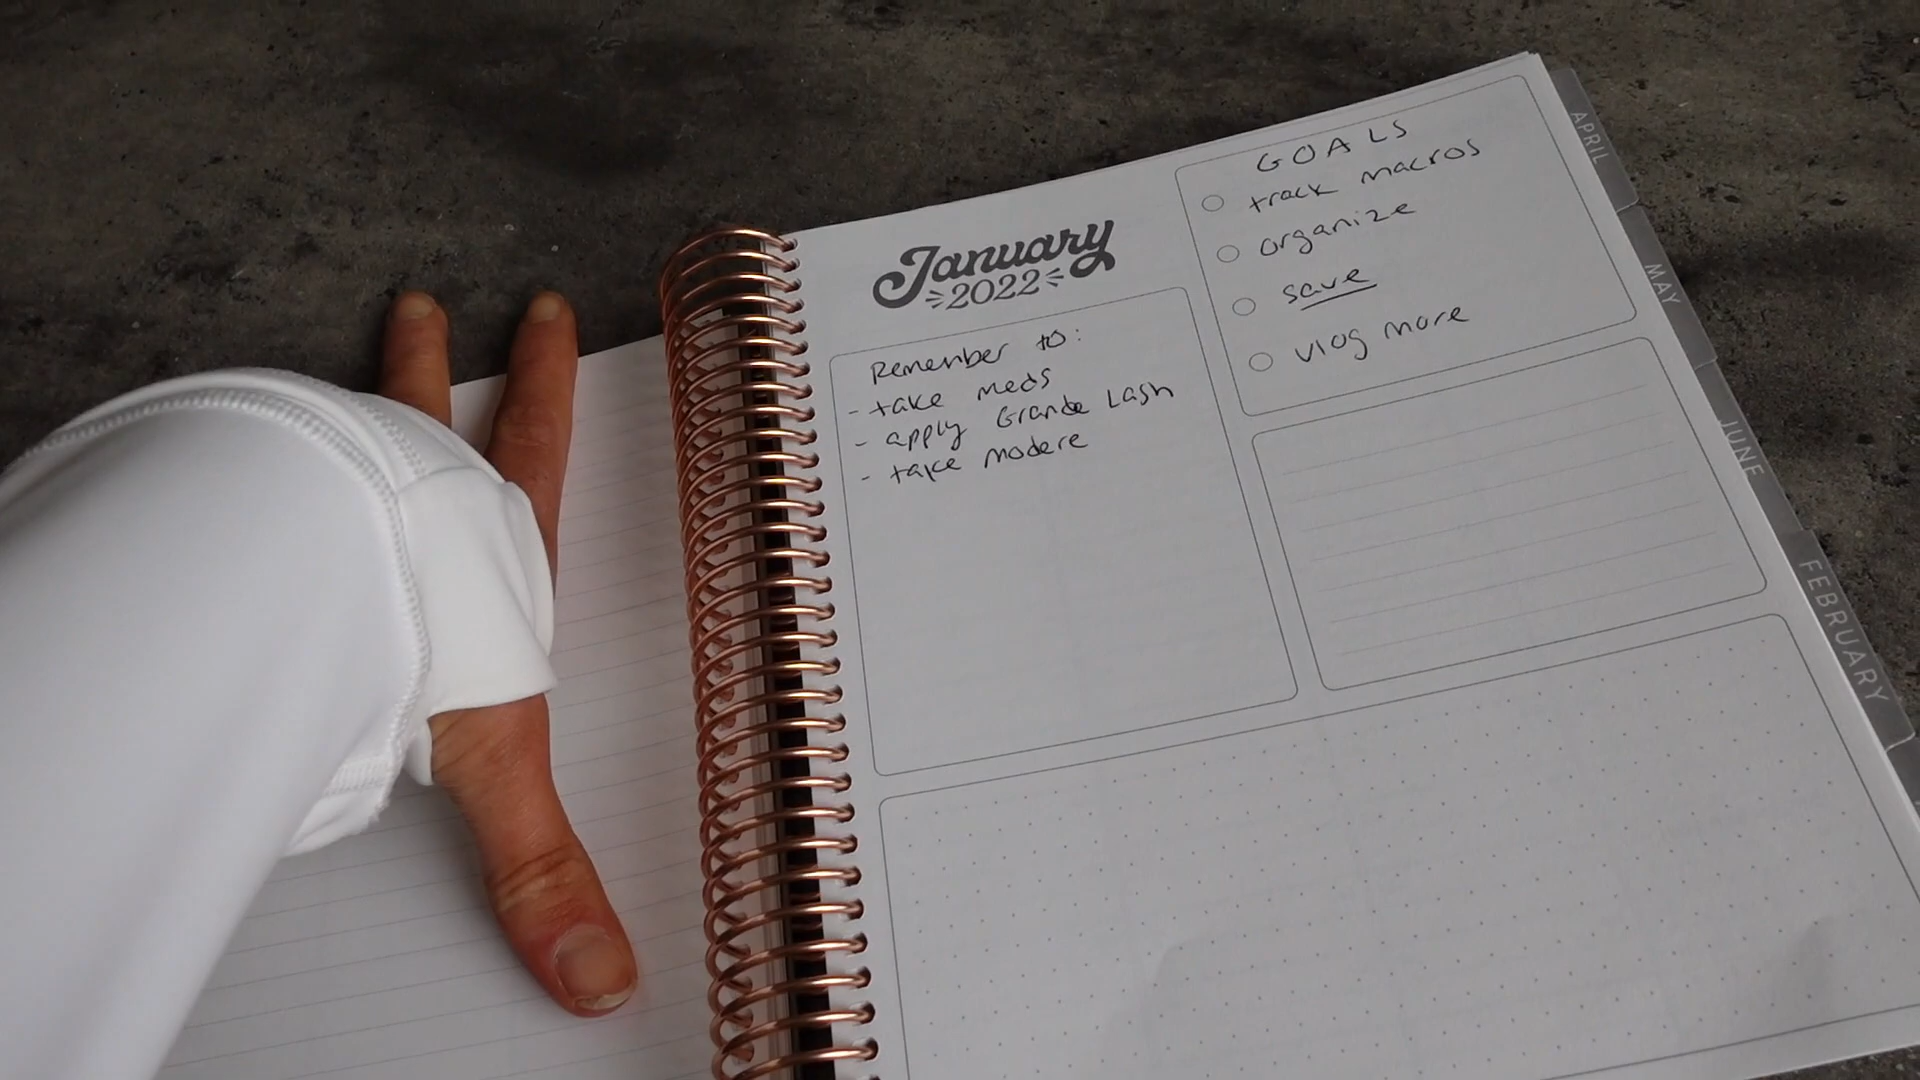 January
2022
GOALS
track macros
organize
save
vlog more
Remember to:
- take meds
- apply Grande Lash
- take modere
APRIL
MAY
JUNE
FEBRUARY